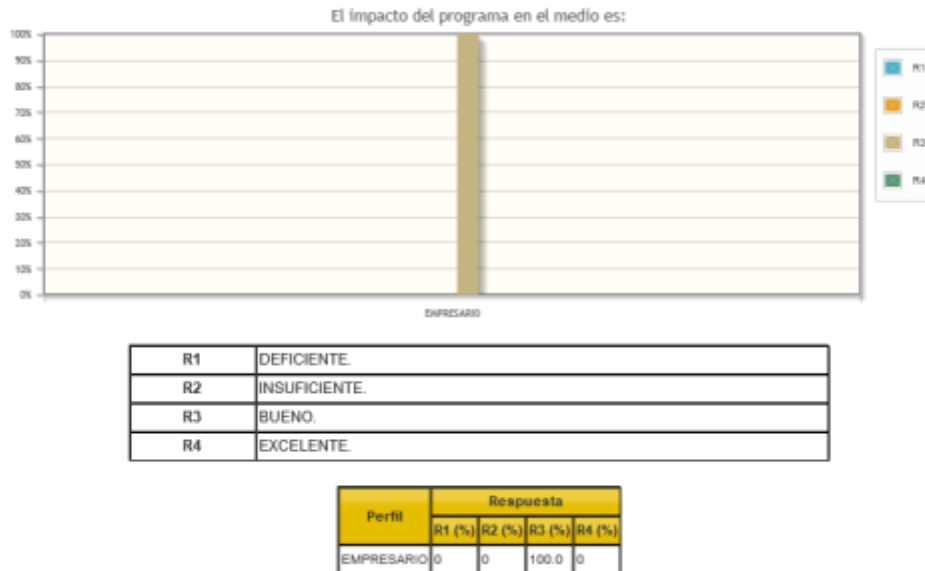 El impacto del programa en el medio es:
100%
90%
80%
70%
60%
50%
40%
30%
20%
10%
0%
EMPRESARIO
R1
R2
R3
R4
R1 DEFICIENTE.
R2 INSUFICIENTE.
R3 BUENO.
R4 EXCELENTE.
Perfil Respuesta
R1 (%) R2 (%) R3 (%) R4 (%)
EMPRESARIO 0 0 100.0 0